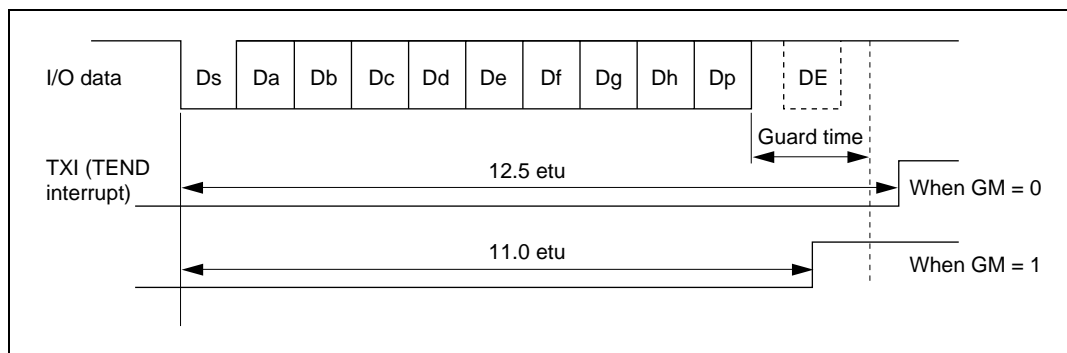 I/O data
Ds Da Db Dc Dd De Df Dg Dh Dp DE
Guard time
TXI (TEND
interrupt)
12.5 etu
When GM = 0
11.0 etu
When GM = 1